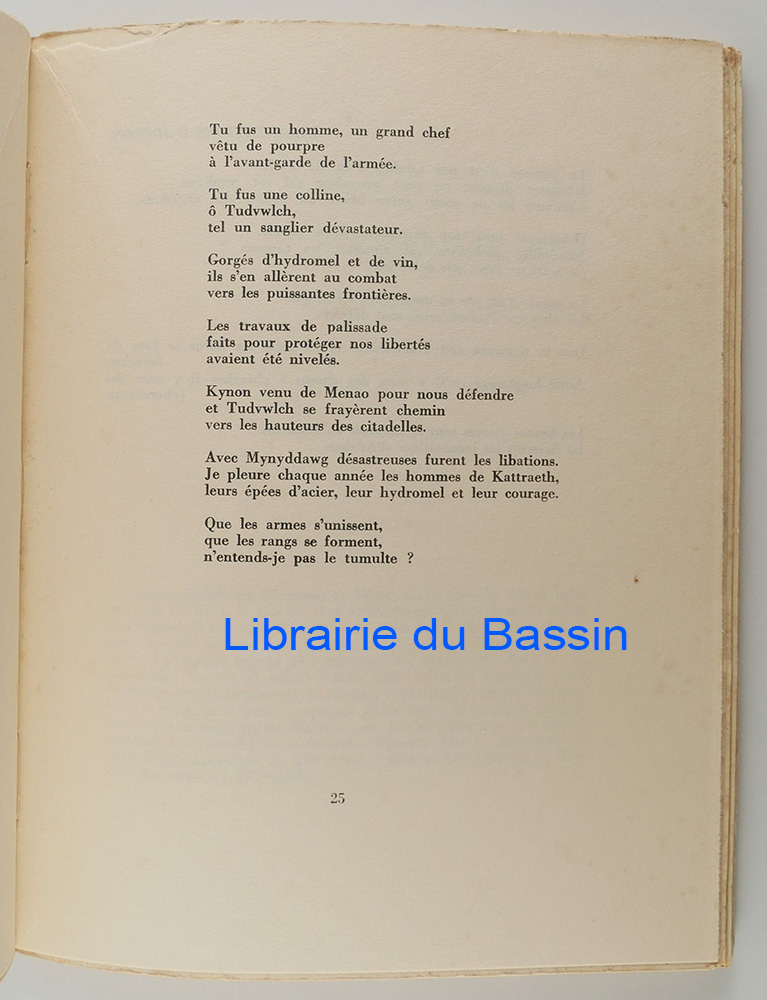 Tu fus un homme, un grand chef
vêtu de pourpre
à l'avant-garde de l'armée.
Tu fus une colline,
ô Tudvwlch,
tel un sanglier dévastateur.
Gorgés d'hydromel et de vin,
ils s'en allèrent au combat
vers les puissantes frontières.
Les travaux de palissade
faits pour protéger nos libertés
avaient été nivelés.
Kynon venu de Menao pour nous défendre
et Tudvwlch se frayèrent chemin
vers les hauteurs des citadelles.
Avec Mynyddawg désastreuses furent les libations.
Je pleure chaque année les hommes de Kattraeth,
leurs épées d'acier, leur hydromel et leur courage.
Que les armes s'unissent,
que les rangs se forment,
n'entends-je pas le tumulte ?
Librairie du Bassin
25